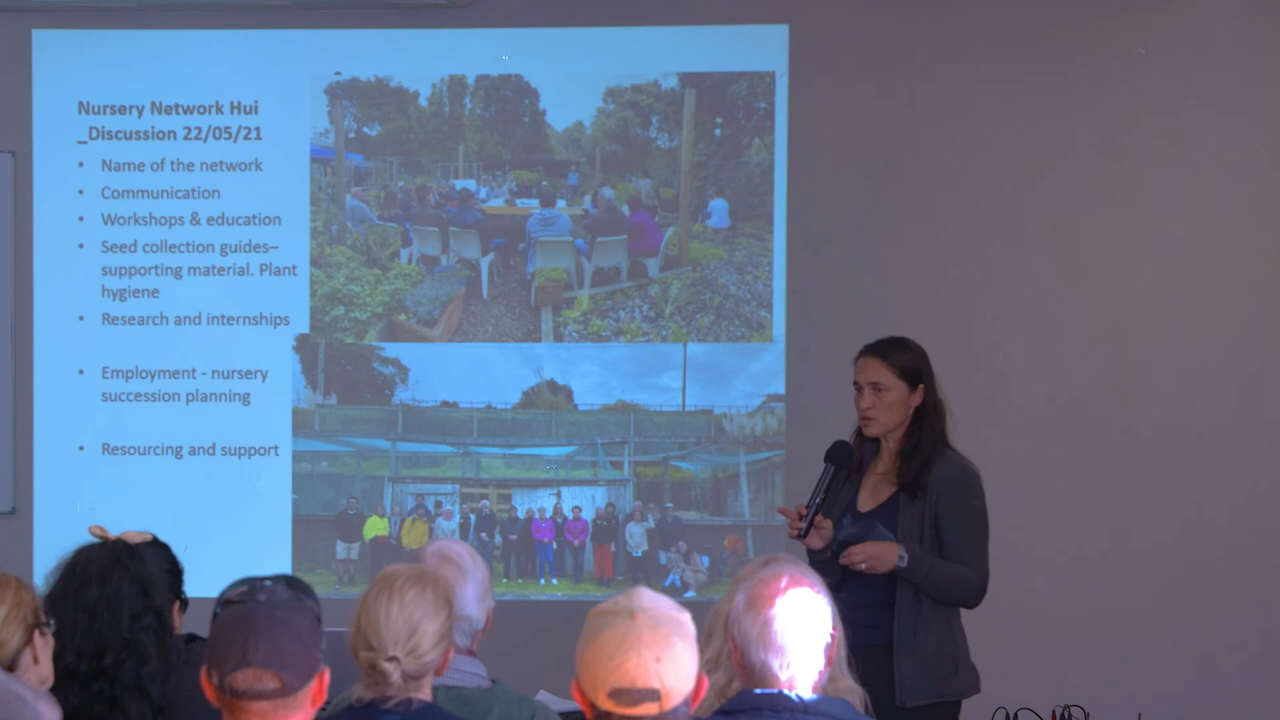 Nursery Network Hui
_Discussion 22/05/21
• Name of the network
• Communication
• Workshops & education
• Seed collection guides–
supporting material. Plant
hygiene
• Research and internships
• Employment - nursery
succession planning
• Resourcing and support